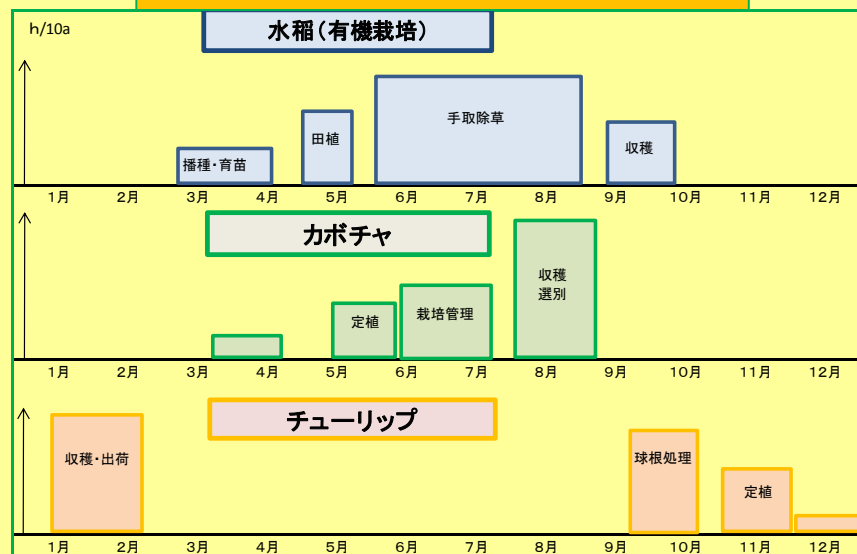 水稲（有機栽培）
h/10a
播種・育苗
田植
手取除草
収穫
1月 2月 3月 4月 5月 6月 7月 8月 9月 10月 11月 12月
カボチャ
定植
栽培管理
収穫
選別
1月 2月 3月 4月 5月 6月 7月 8月 9月 10月 11月 12月
チューリップ
収穫・出荷
球根処理
定植
1月 2月 3月 4月 5月 6月 7月 8月 9月 10月 11月 12月